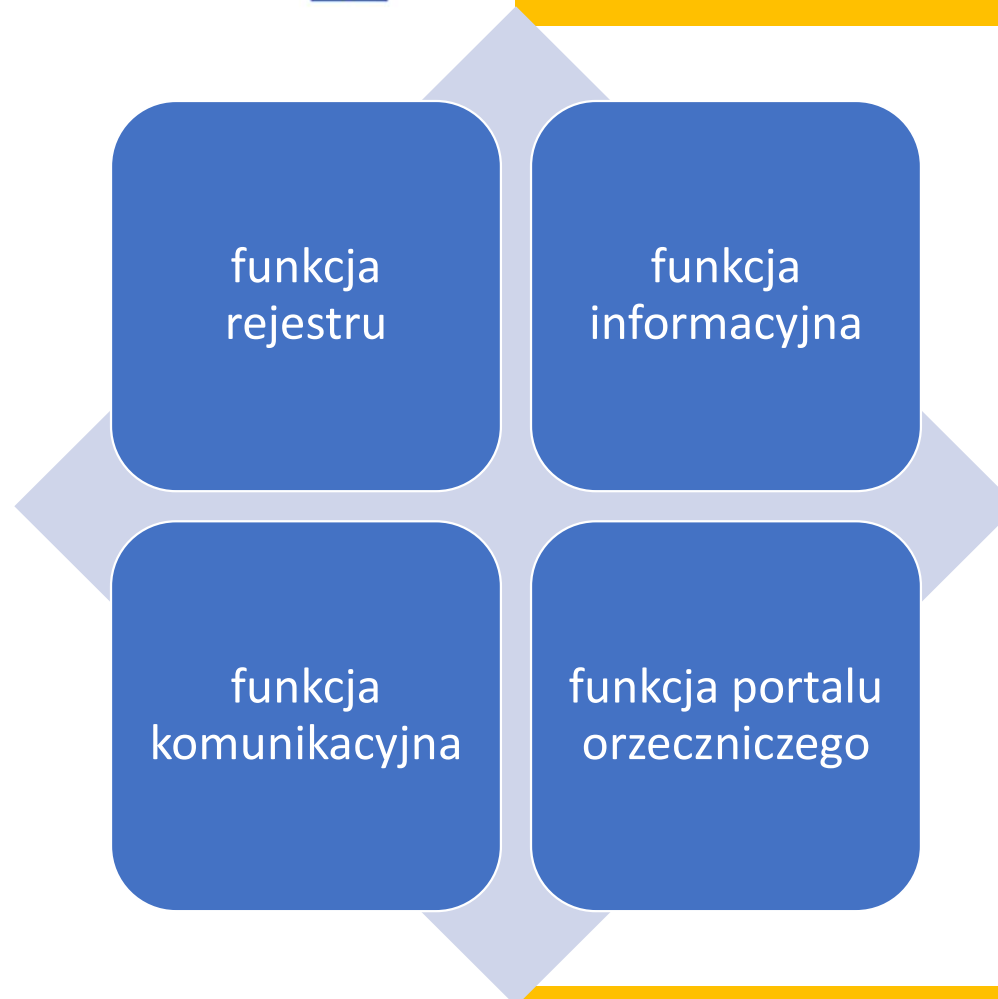 funkcja
rejestru
funkcja
informacyjna
funkcja
komunikacyjna
funkcja portalu
orzeczniczego